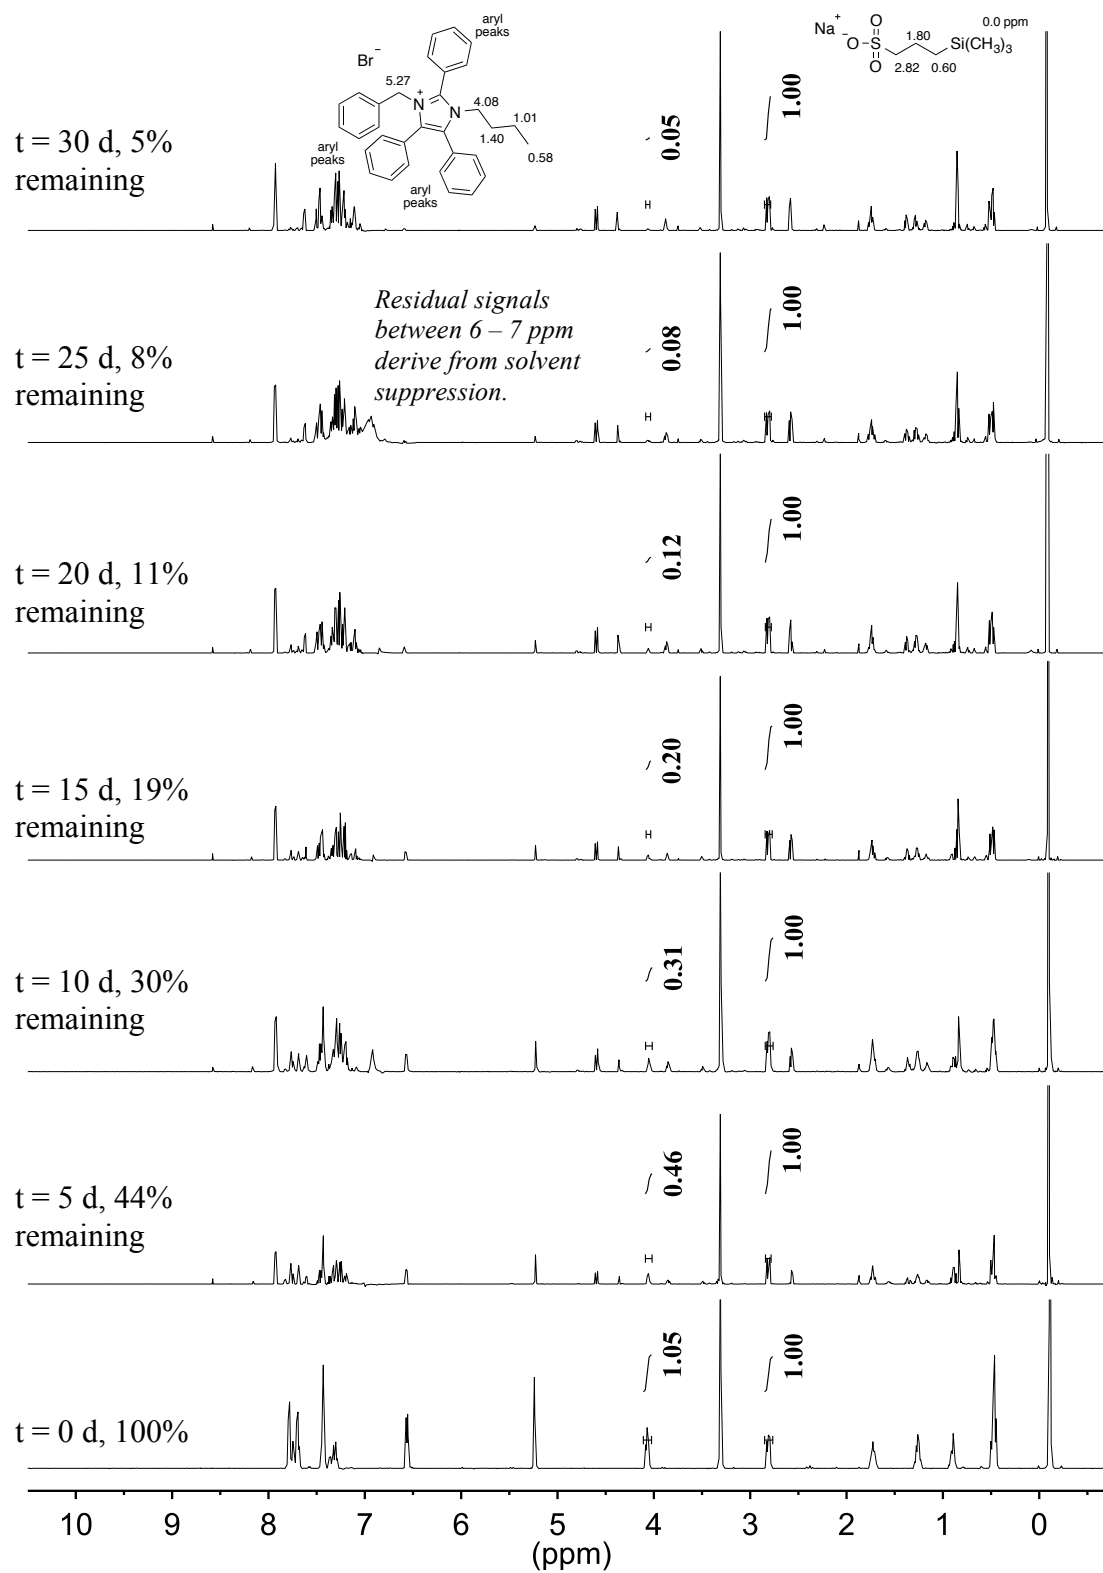 aryl
peaks
Br⁻
5.27
N⁺
N
4.08
1.01
1.40
0.58
aryl
peaks
aryl
peaks
Na⁺
⁻O
O
S
O
1.80
2.82
0.60
Si(CH₃)₃
0.0 ppm
t = 30 d, 5%
remaining
0.05
1.00
Residual signals
between 6 – 7 ppm
derive from solvent
suppression.
t = 25 d, 8%
remaining
0.08
1.00
t = 20 d, 11%
remaining
0.12
1.00
t = 15 d, 19%
remaining
0.20
1.00
t = 10 d, 30%
remaining
0.31
1.00
t = 5 d, 44%
remaining
0.46
1.00
t = 0 d, 100%
1.05
1.00
10 9 8 7 6 5 4 3 2 1 0
(ppm)